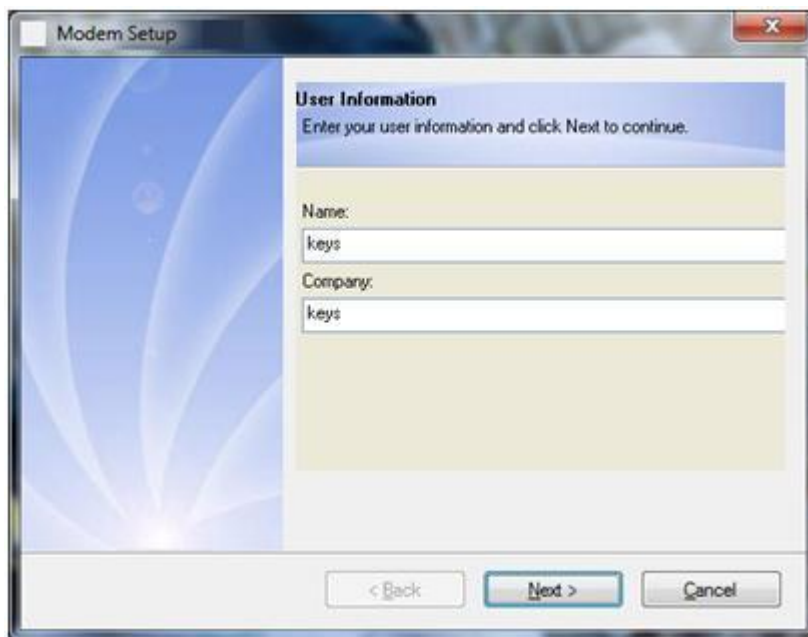 Modem Setup
User Information
Enter your user information and click Next to continue.
Name:
keys
Company:
keys
< Back
Next >
Cancel